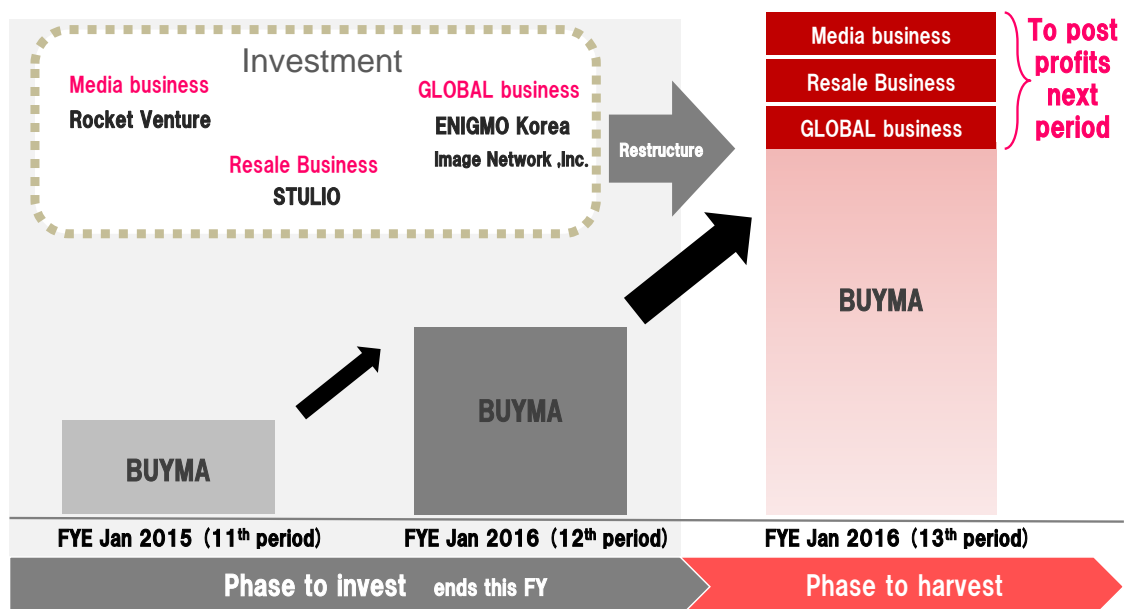 Investment
Media business
Rocket Venture
Resale Business
STULIO
GLOBAL business
ENIGMO Korea
Image Network ,Inc.
Restructure
Media business
Resale Business
GLOBAL business
BUYMA
To post
profits
next
period
BUYMA
BUYMA
FYE Jan 2015 (11th period)
FYE Jan 2016 (12th period)
FYE Jan 2016 (13th period)
Phase to invest ends this FY
Phase to harvest